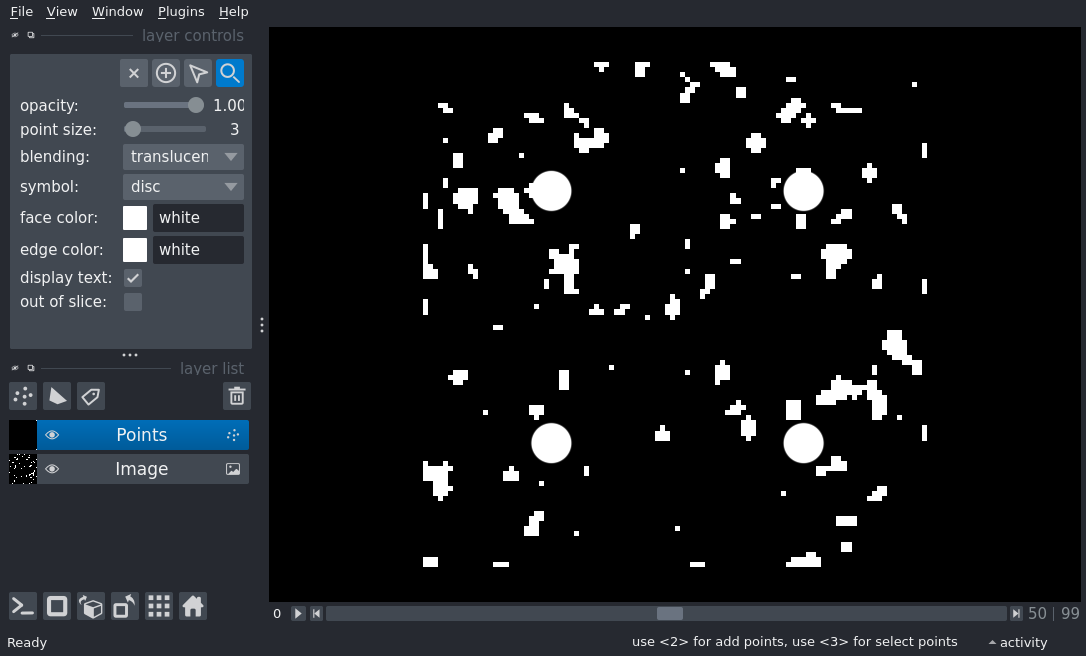 File View Window Plugins Help
layer controls
opacity: 1.00
point size: 3
blending: translucen
symbol: disc
face color: white
edge color: white
display text:
out of slice:
layer list
Points
Image
0 50 | 99
Ready use <2> for add points, use <3> for select points activity